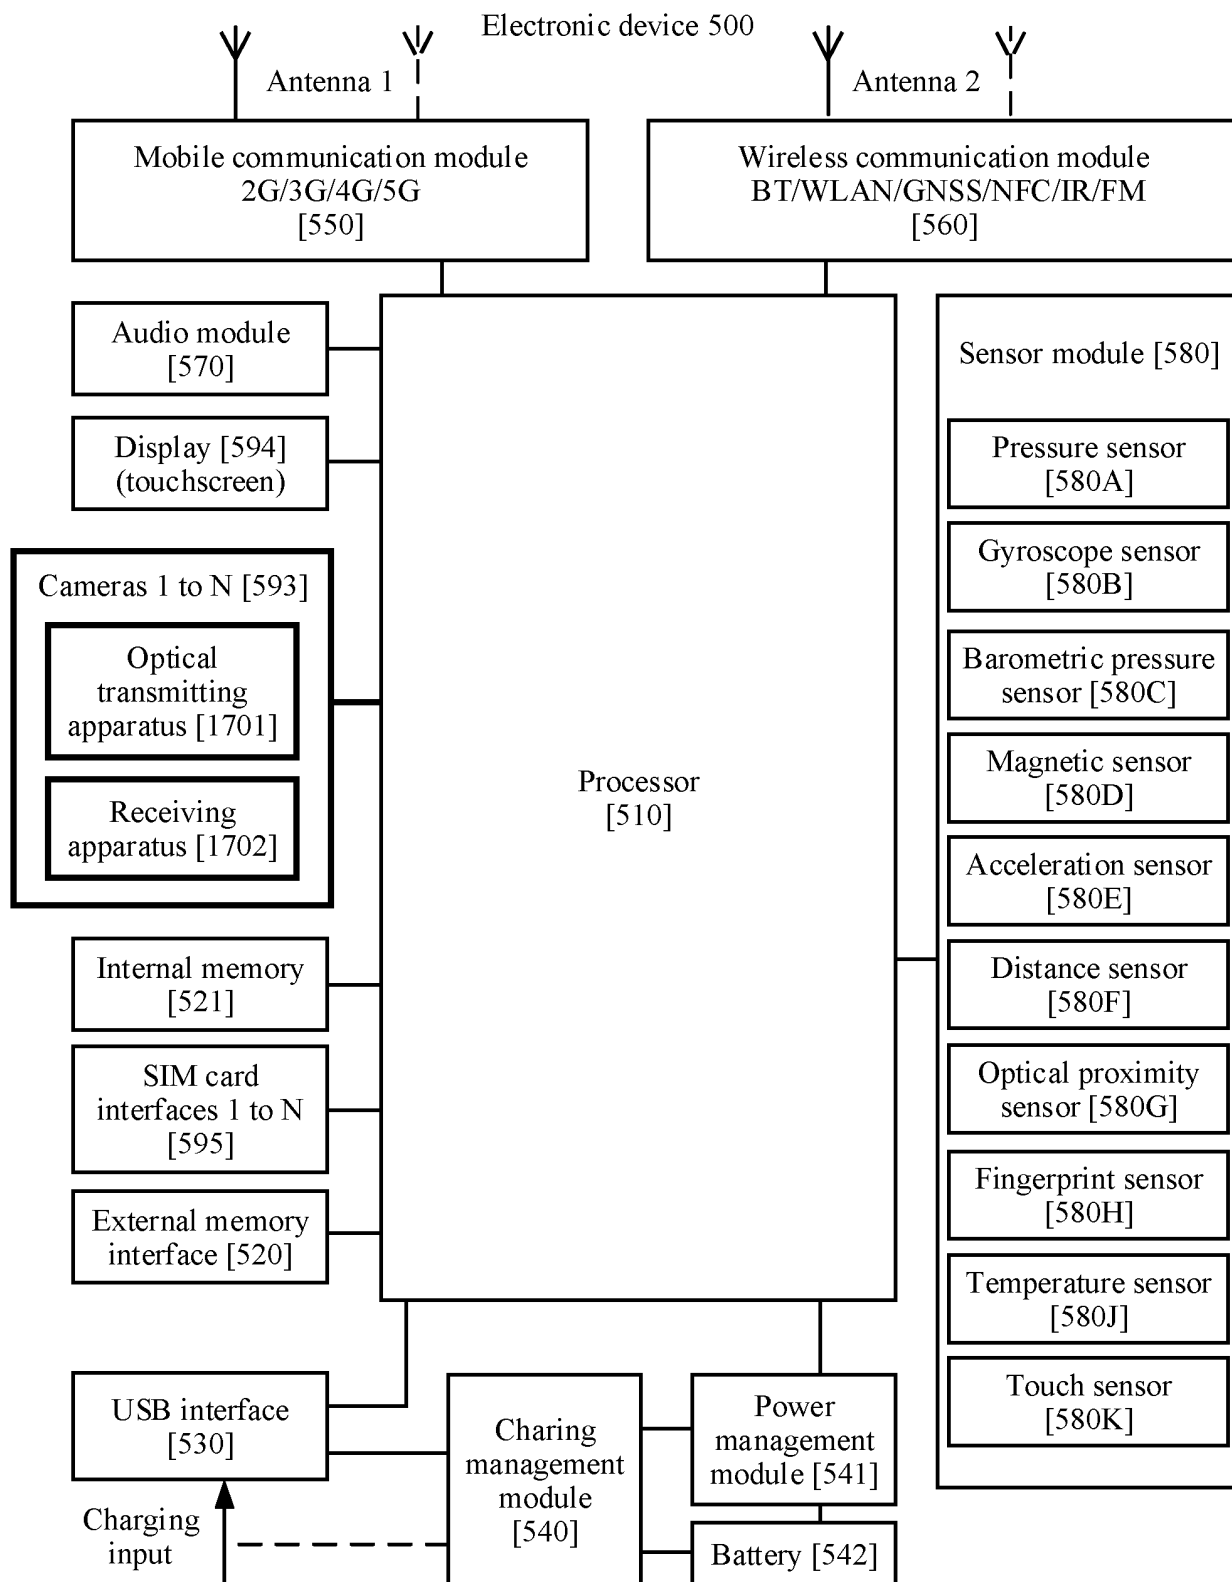 Electronic device 500
Antenna 1
Antenna 2
Mobile communication module
2G/3G/4G/5G
[550]
Wireless communication module
BT/WLAN/GNSS/NFC/IR/FM
[560]
Audio module
[570]
Display [594]
(touchscreen)
Cameras 1 to N [593]
Optical
transmitting
apparatus [1701]
Receiving
apparatus [1702]
Internal memory
[521]
SIM card
interfaces 1 to N
[595]
External memory
interface [520]
Processor
[510]
Sensor module [580]
Pressure sensor
[580A]
Gyroscope sensor
[580B]
Barometric pressure
sensor [580C]
Magnetic sensor
[580D]
Acceleration sensor
[580E]
Distance sensor
[580F]
Optical proximity
sensor [580G]
Fingerprint sensor
[580H]
Temperature sensor
[580J]
Touch sensor
[580K]
USB interface
[530]
Charing
management
module
[540]
Power
management
module [541]
Battery [542]
Charging
input